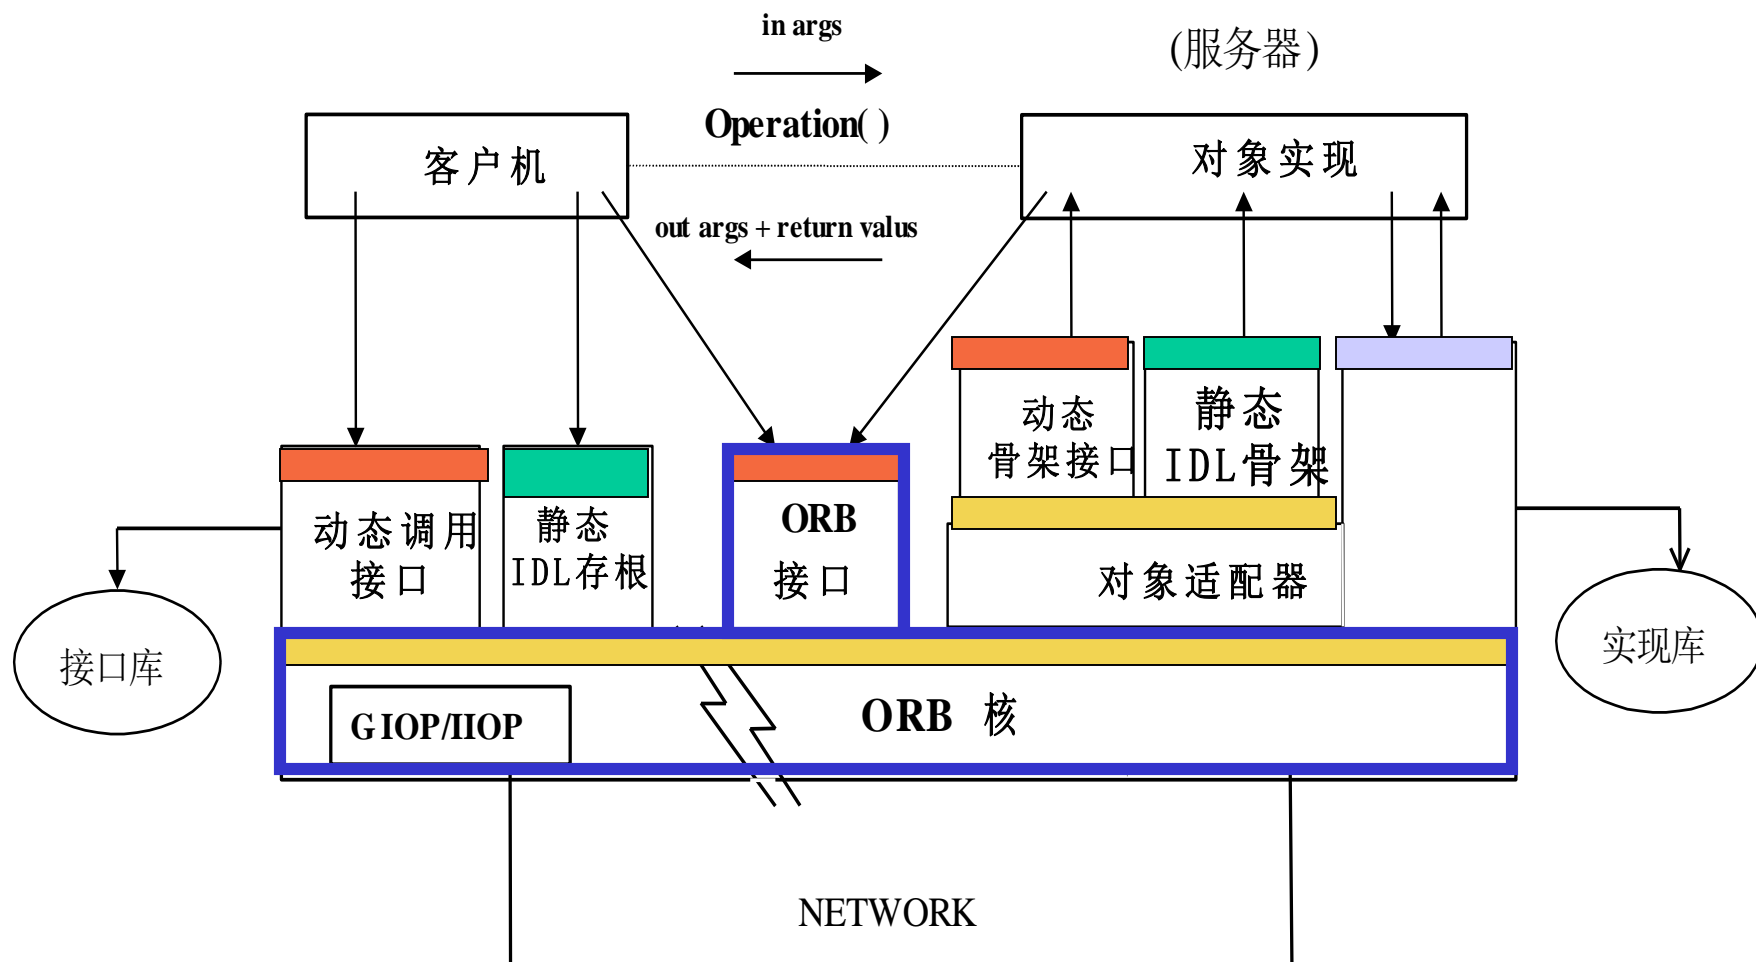 in args
(服务器)
Operation( )
客户机
对象实现
out args + return valus
动态
骨架接口
静态
IDL骨架
动态调用
接口
静态
IDL存根
ORB
接口
对象适配器
接口库
实现库
GIOP/IIOP
ORB 核
NETWORK